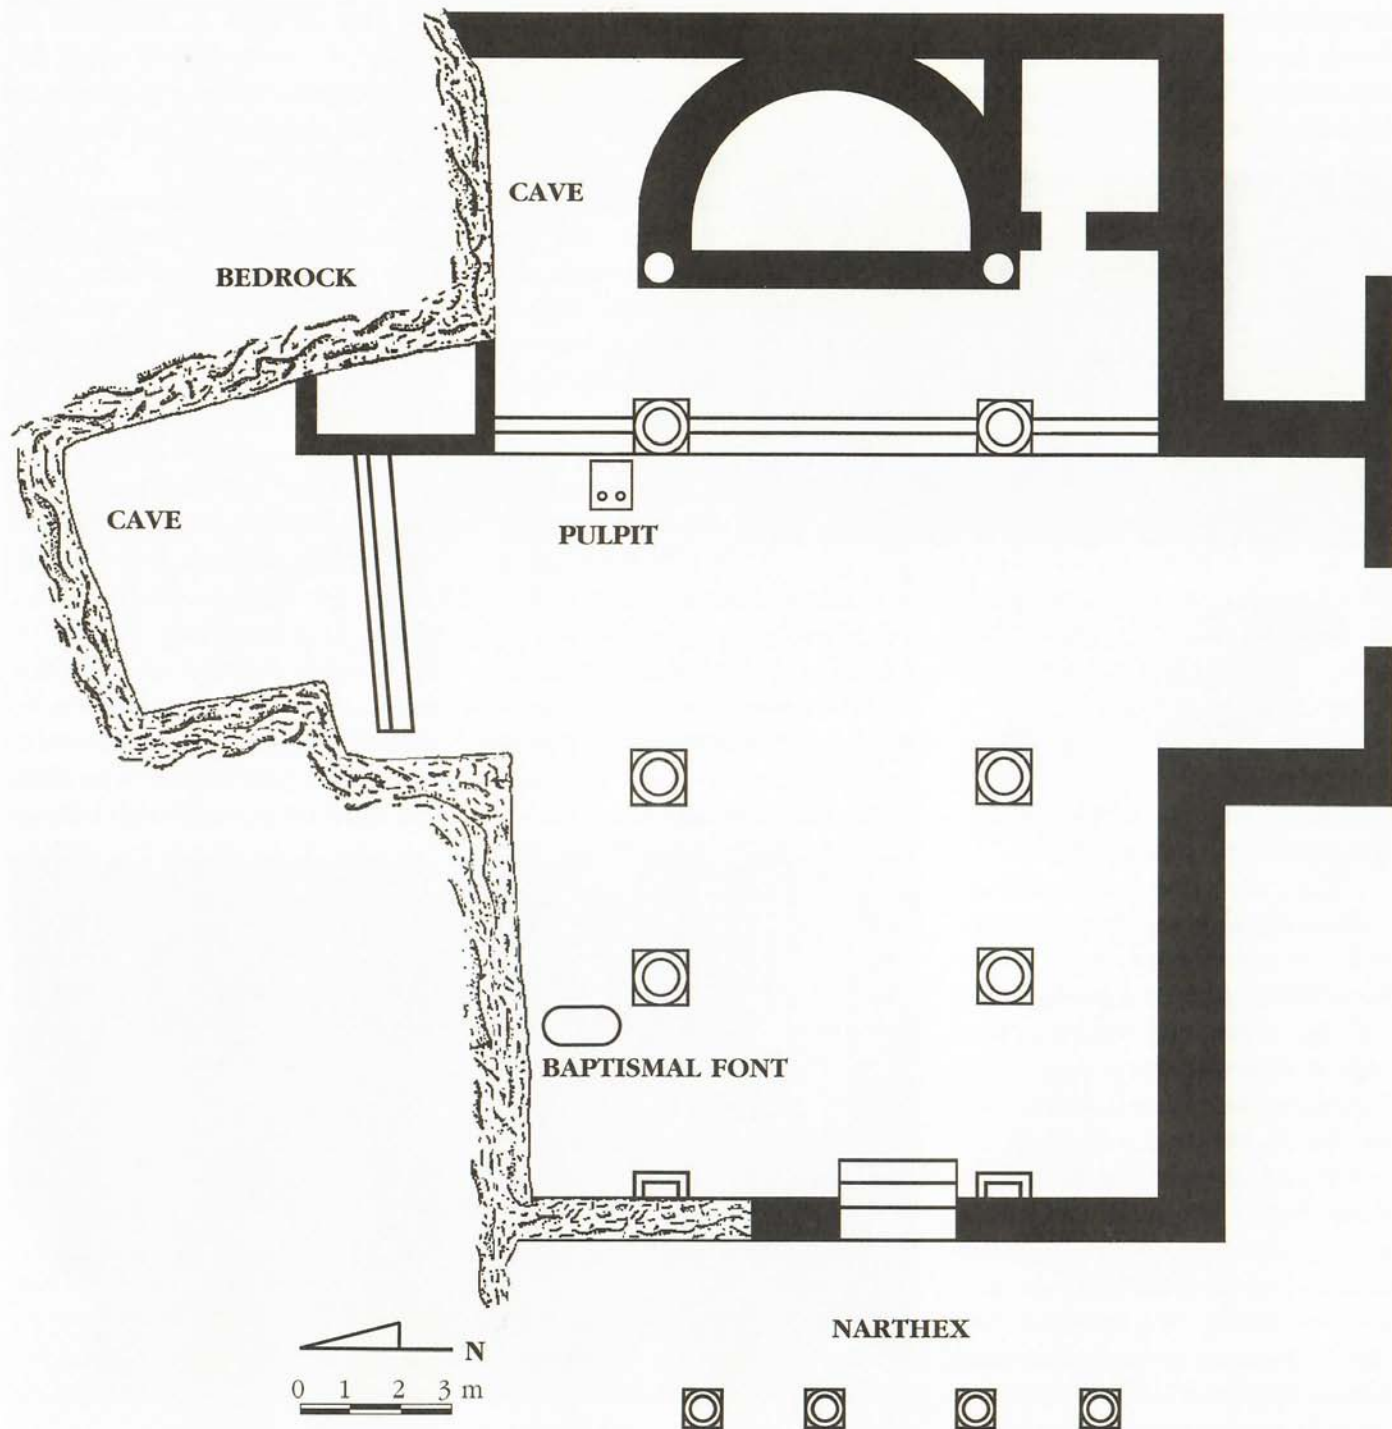 CAVE
BEDROCK
CAVE
PULPIT
BAPTISMAL FONT
NARTHEX
N
0 1 2 3 m